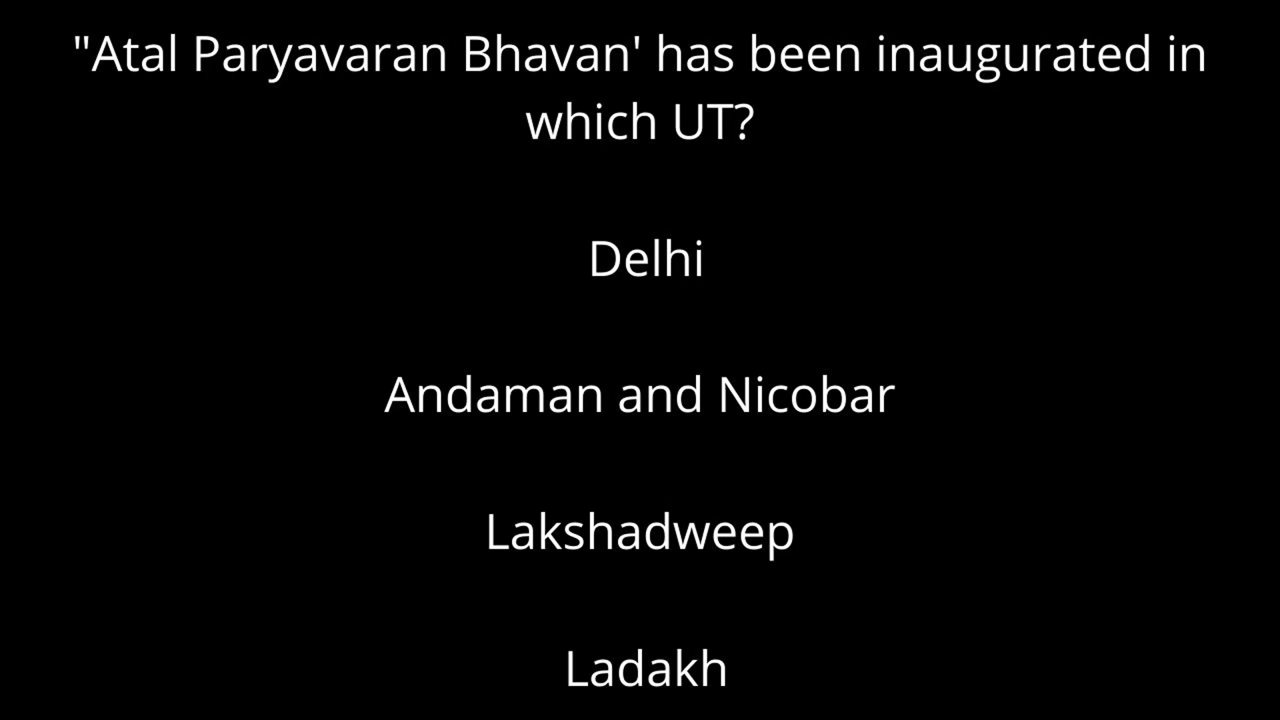 "Atal Paryavaran Bhavan' has been inaugurated in
which UT?
Delhi
Andaman and Nicobar
Lakshadweep
Ladakh